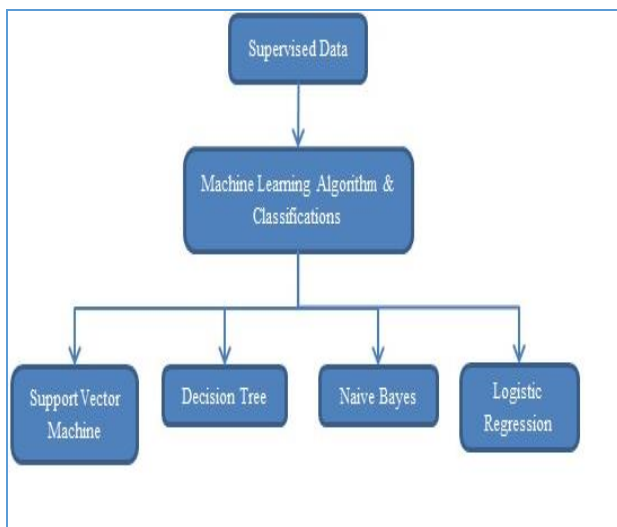 Supervised Data
Machine Learning Algorithm &
Classifications
Support Vector
Machine
Decision Tree
Naive Bayes
Logistic
Regression